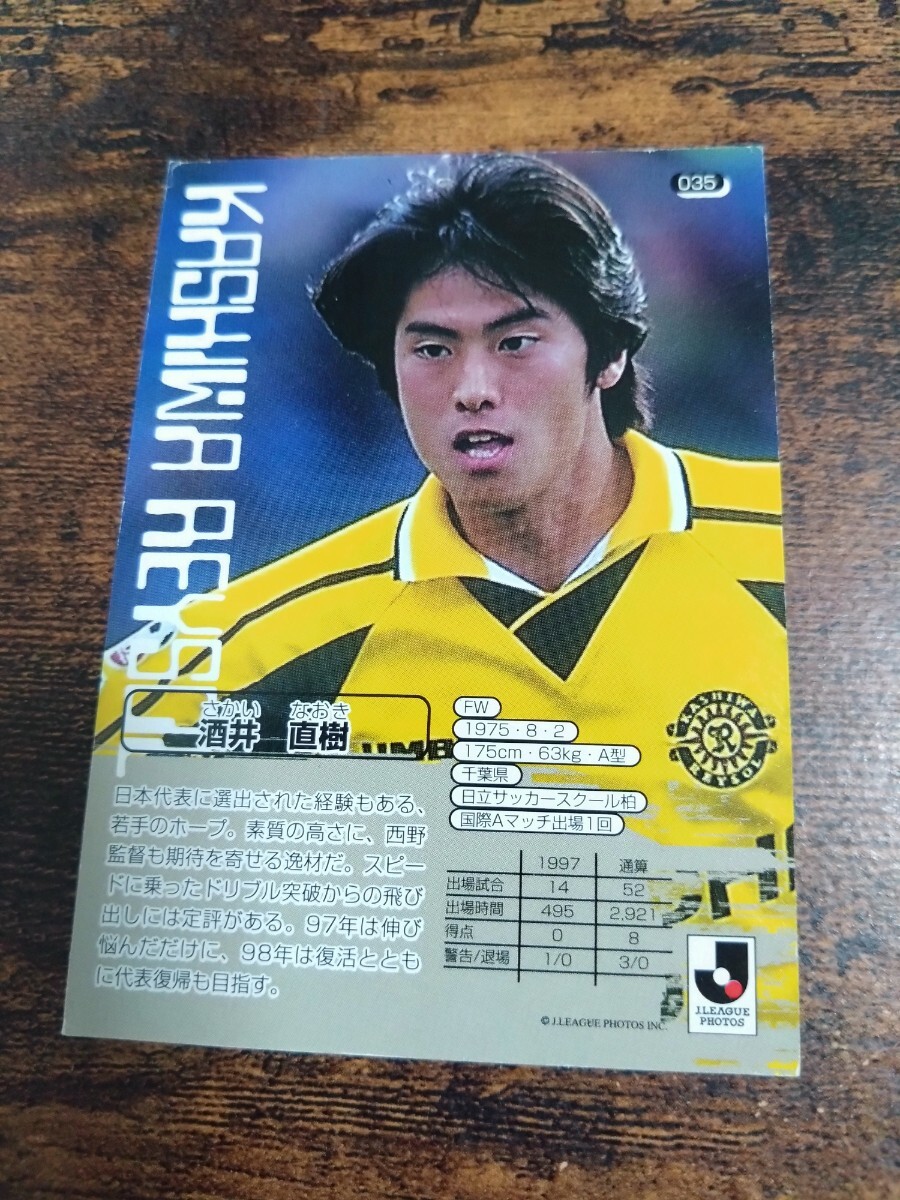 035
KASHIWA REYSOL
さかい なおき
酒井 直樹
FW
1975・8・2
175cm・63kg・A型
千葉県
日立サッカースクール柏
国際Aマッチ出場1回
KASHIWA
REYSOL
日本代表に選出された経験もある、
若手のホープ。素質の高さに、西野
監督も期待を寄せる逸材だ。スピー
ドに乗ったドリブル突破からの飛び
出しには定評がある。97年は伸び
悩んだだけに、98年は復活ととも
に代表復帰も目指す。
1997 通算
出場試合 14 52
出場時間 495 2,921
得点 0 8
警告/退場 1/0 3/0
J.LEAGUE
PHOTOS
© J.LEAGUE PHOTOS INC.